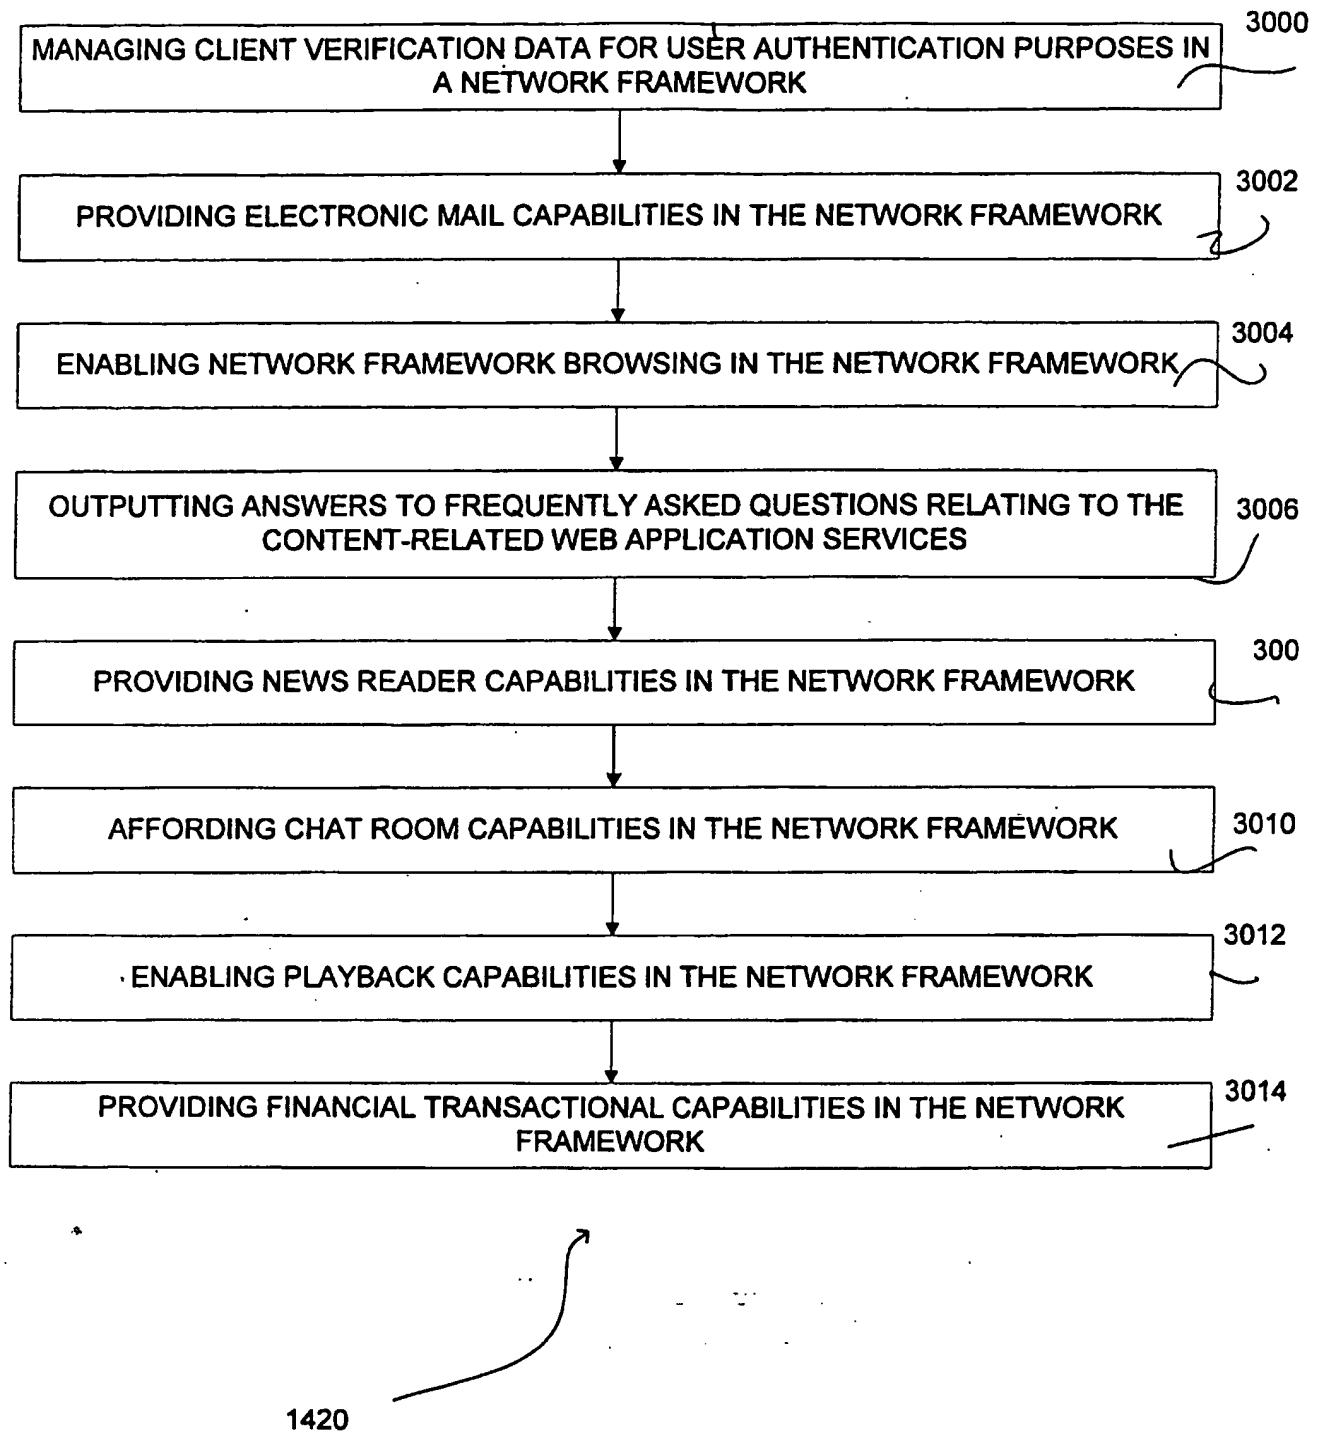 3000
MANAGING CLIENT VERIFICATION DATA FOR USER AUTHENTICATION PURPOSES IN
A NETWORK FRAMEWORK
3002
PROVIDING ELECTRONIC MAIL CAPABILITIES IN THE NETWORK FRAMEWORK
3004
ENABLING NETWORK FRAMEWORK BROWSING IN THE NETWORK FRAMEWORK
OUTPUTTING ANSWERS TO FREQUENTLY ASKED QUESTIONS RELATING TO THE
3006
CONTENT-RELATED WEB APPLICATION SERVICES
300
PROVIDING NEWS READER CAPABILITIES IN THE NETWORK FRAMEWORK
3010
AFFORDING CHAT ROOM CAPABILITIES IN THE NETWORK FRAMEWORK
3012
ENABLING PLAYBACK CAPABILITIES IN THE NETWORK FRAMEWORK
3014
PROVIDING FINANCIAL TRANSACTIONAL CAPABILITIES IN THE NETWORK
FRAMEWORK
1420